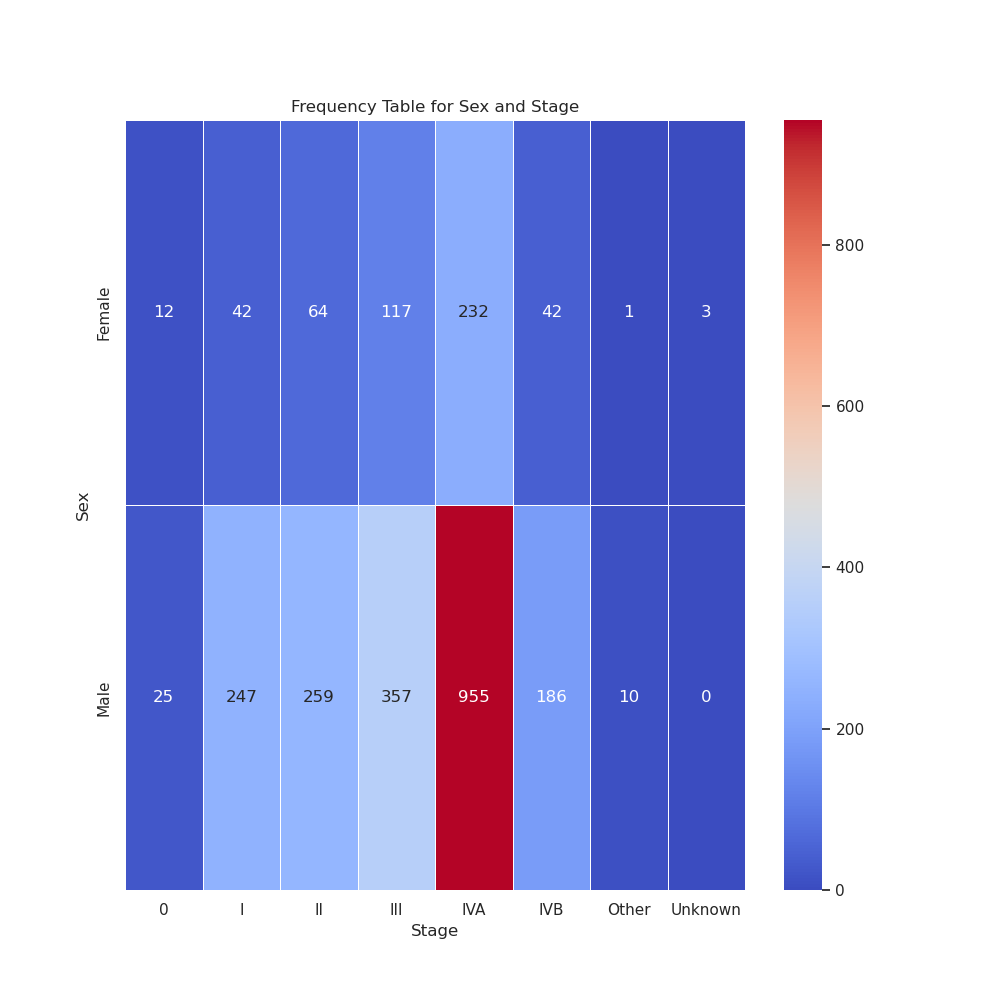 Frequency Table for Sex and Stage
Sex
Female
12 42 64 117 232 42 1 3
Male
25 247 259 357 955 186 10 0
0 I II III IVA IVB Other Unknown
Stage
800
600
400
200
0